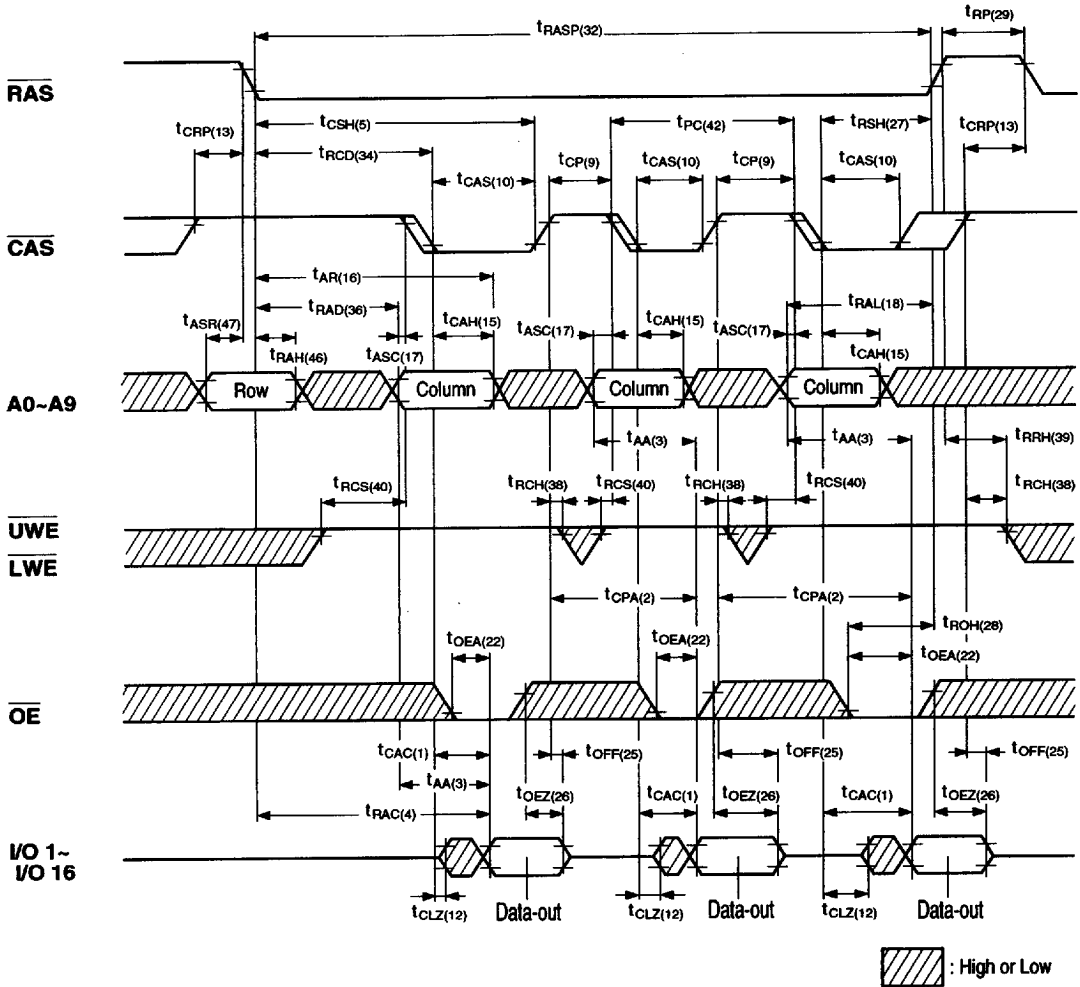 tRASP(32)
tRP(29)
RAS
tCRP(13)
tCSH(5)
tPC(42)
tRSH(27)
tCRP(13)
tRCD(34)
tCAS(10)
tCP(9)
tCAS(10)
tCP(9)
tCAS(10)
CAS
tAR(16)
tRAD(36)
tRAL(18)
tASR(47)
tRAH(46)
tASC(17)
tCAH(15)
tASC(17)
tCAH(15)
tASC(17)
tCAH(15)
A0~A9
Row
Column
Column
Column
tAA(3)
tAA(3)
tRRH(39)
tRCS(40)
tRCH(38)
tRCS(40)
tRCH(38)
tRCS(40)
tRCH(38)
UWE
LWE
tCPA(2)
tCPA(2)
tROH(28)
tOEA(22)
tOEA(22)
tOEA(22)
OE
tCAC(1)
tOFF(25)
tOFF(25)
tOFF(25)
tAA(3)
tOEZ(26)
tCAC(1)
tOEZ(26)
tCAC(1)
tOEZ(26)
tRAC(4)
I/O 1~
I/O 16
tCLZ(12)
Data-out
tCLZ(12)
Data-out
tCLZ(12)
Data-out
: High or Low